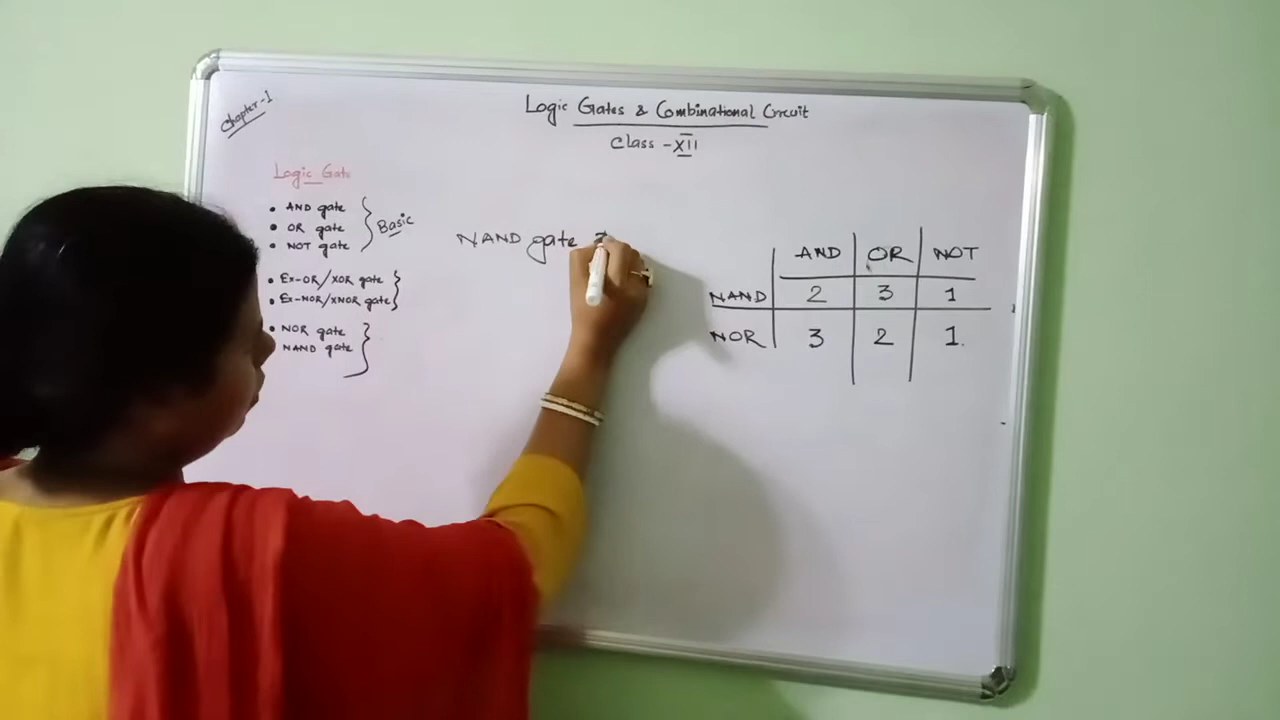 Chapter-1
Logic Gates & Combinational Circuit
Class - XII
Logic Gate
• AND gate
• OR gate
• NOT gate
Basic
• Ex-OR/XOR gate
• Ex-NOR/XNOR gate
• NOR gate
NAND gate
NAND gate
AND OR NOT
NAND 2 3 1
NOR 3 2 1.